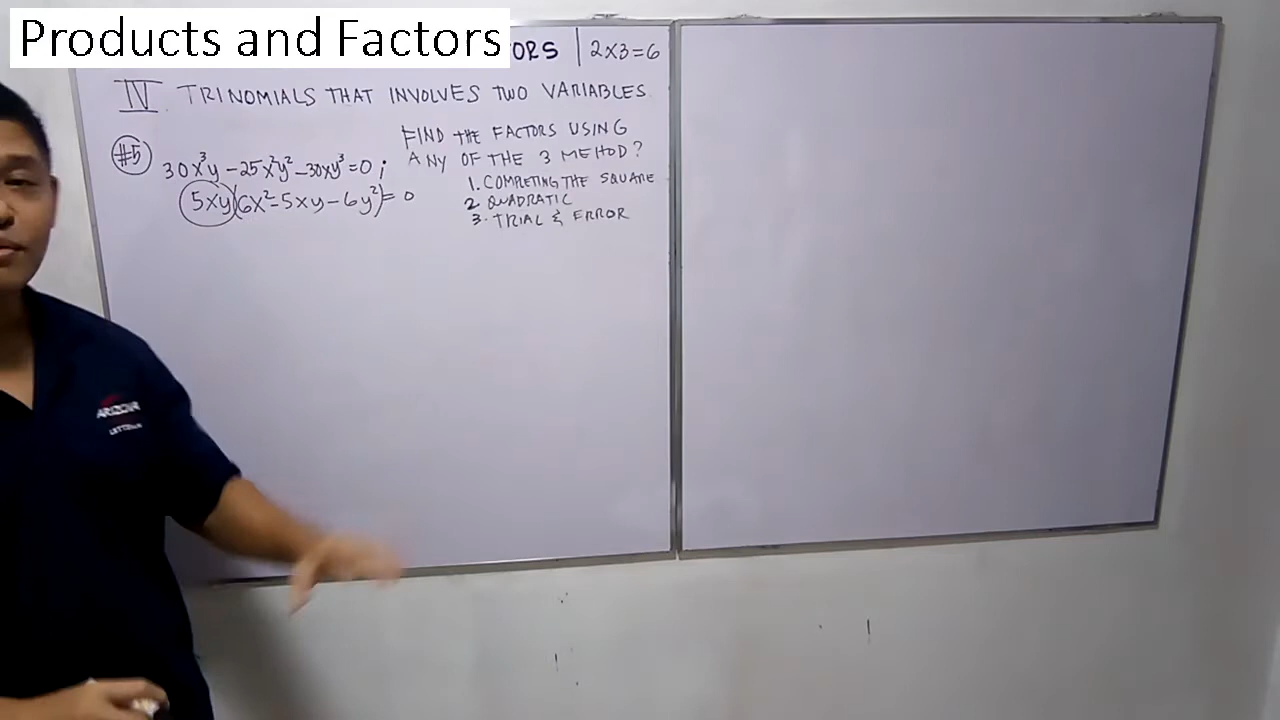 Products and Factors
ORS | 2x3=6
IV TRINOMIALS THAT INVOLVES TWO VARIABLES
#5 30x³y - 25x²y² - 30xy³ = 0 ;
5xy(6x² - 5xy - 6y²) = 0
FIND THE FACTORS USING
ANY OF THE 3 METHOD?
1. COMPLETING THE SQUARE
2 QUADRATIC
3. TRIAL & ERROR
ARIZONA